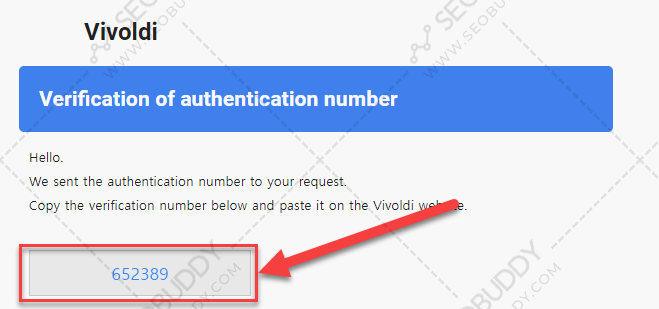 Vivoldi
Verification of authentication number
Hello.
We sent the authentication number to your request.
Copy the verification number below and paste it on the Vivoldi website.
652389
WWW.SEOBUDDY.COM
WWW.SEOBUDDY.COM
SEOBUDDY
SEOBUDDY